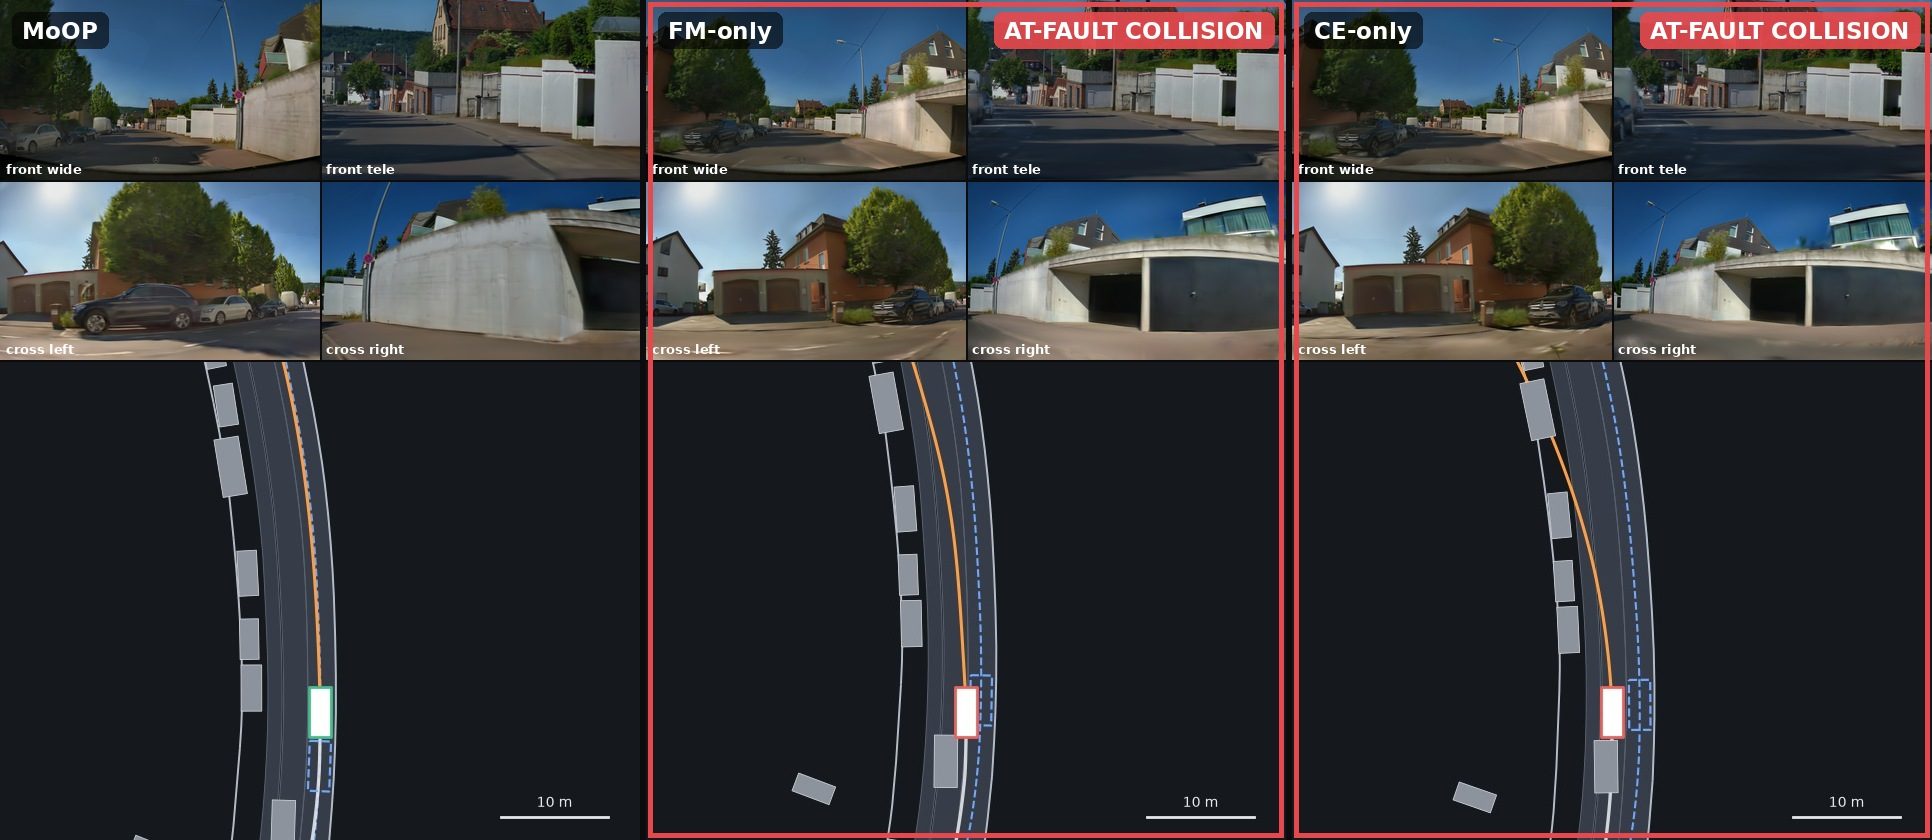 MoOP
front wide
front tele
cross left
cross right
10 m
FM-only
AT-FAULT COLLISION
front wide
front tele
cross left
cross right
10 m
CE-only
AT-FAULT COLLISION
front wide
front tele
cross left
cross right
10 m